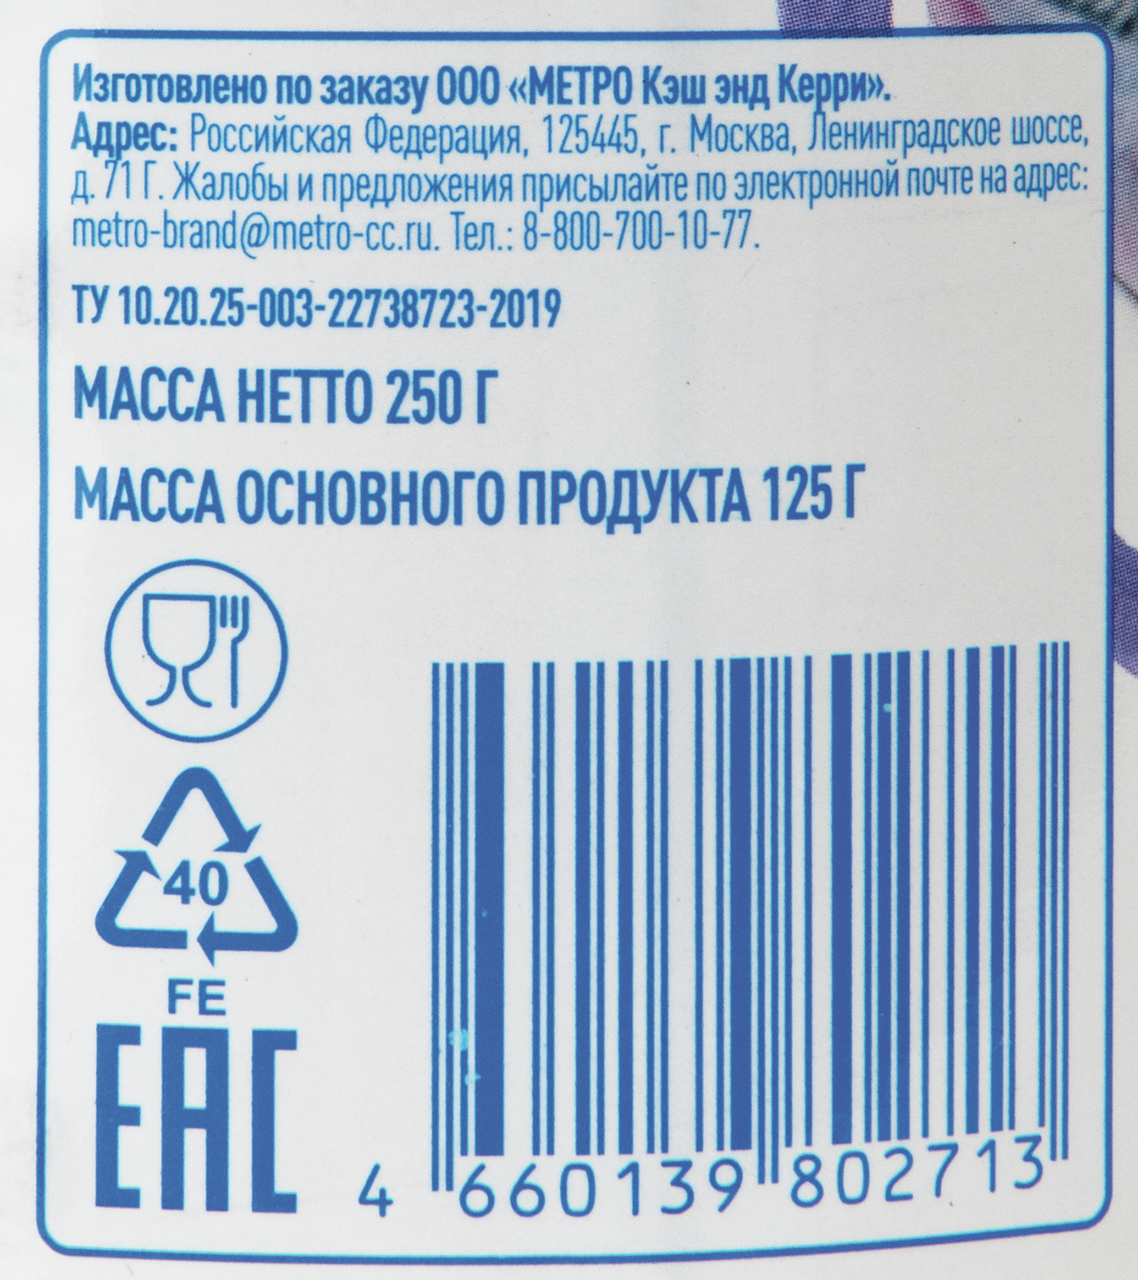 Изготовлено по заказу ООО «МЕТРО Кэш энд Керри».
Адрес: Российская Федерация, 125445, г. Москва, Ленинградское шоссе,
д. 71 Г. Жалобы и предложения присылайте по электронной почте на адрес:
metro-brand@metro-cc.ru. Тел.: 8-800-700-10-77.
ТУ 10.20.25-003-22738723-2019
МАССА НЕТТО 250 Г
МАССА ОСНОВНОГО ПРОДУКТА 125 Г
40
FE
EAC
4 660139 802713